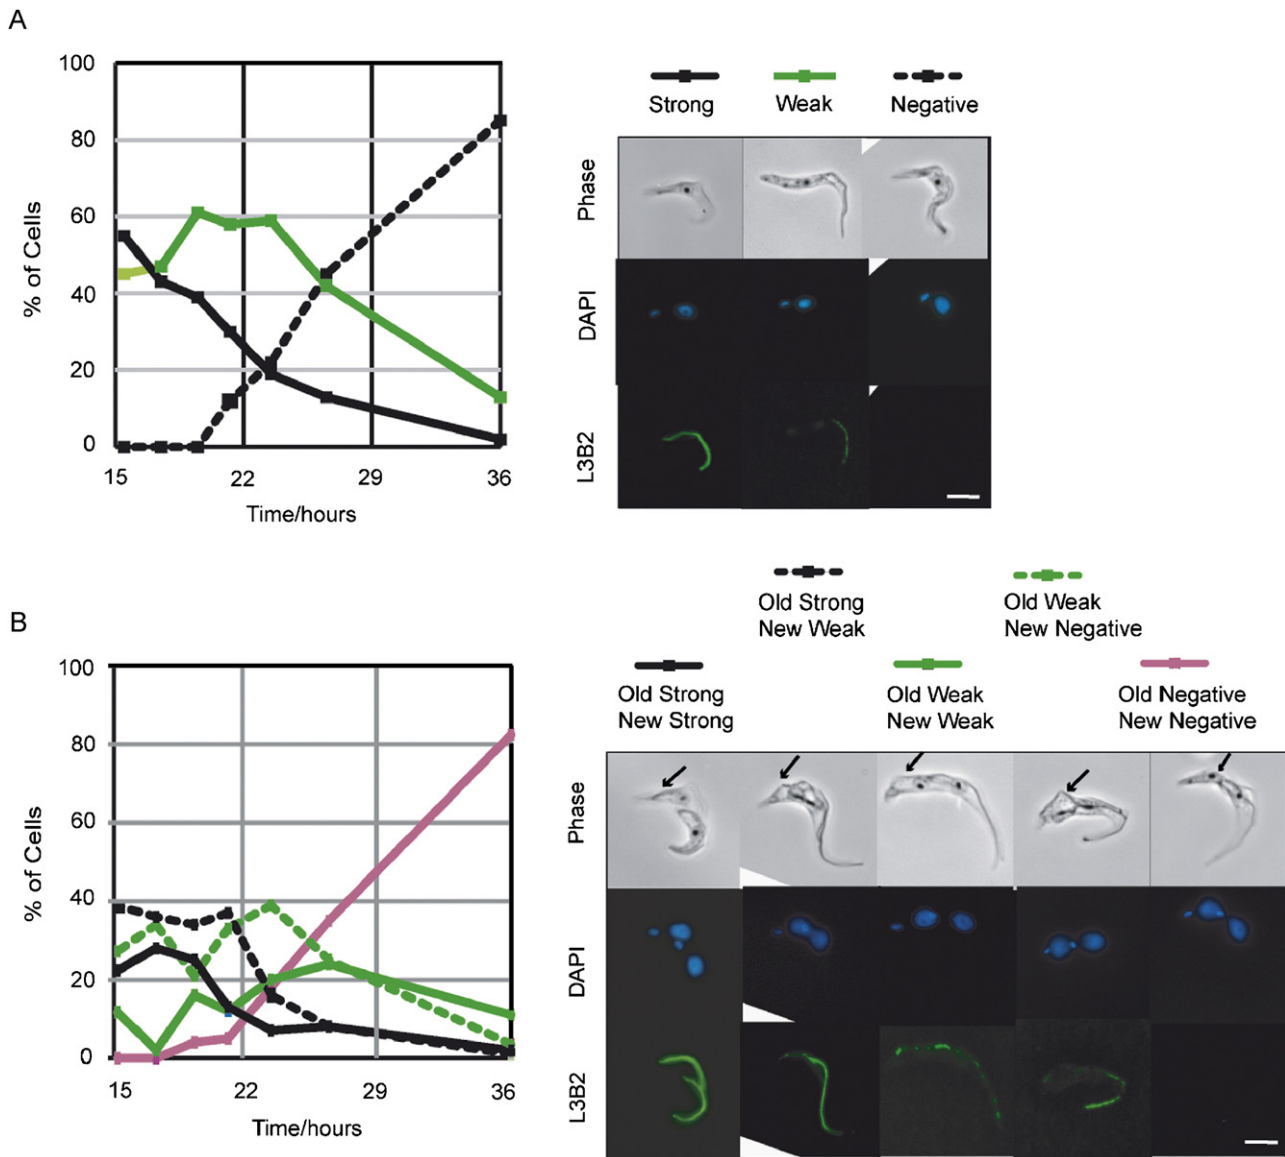 A
100
80
60
40
20
0
% of Cells
15
22
29
36
Time/hours
Strong
Weak
Negative
Phase
DAPI
L3B2
B
100
80
60
40
20
0
% of Cells
15
22
29
36
Time/hours
Old Strong
New Weak
Old Weak
New Negative
Old Strong
New Strong
Old Weak
New Weak
Old Negative
New Negative
Phase
DAPI
L3B2